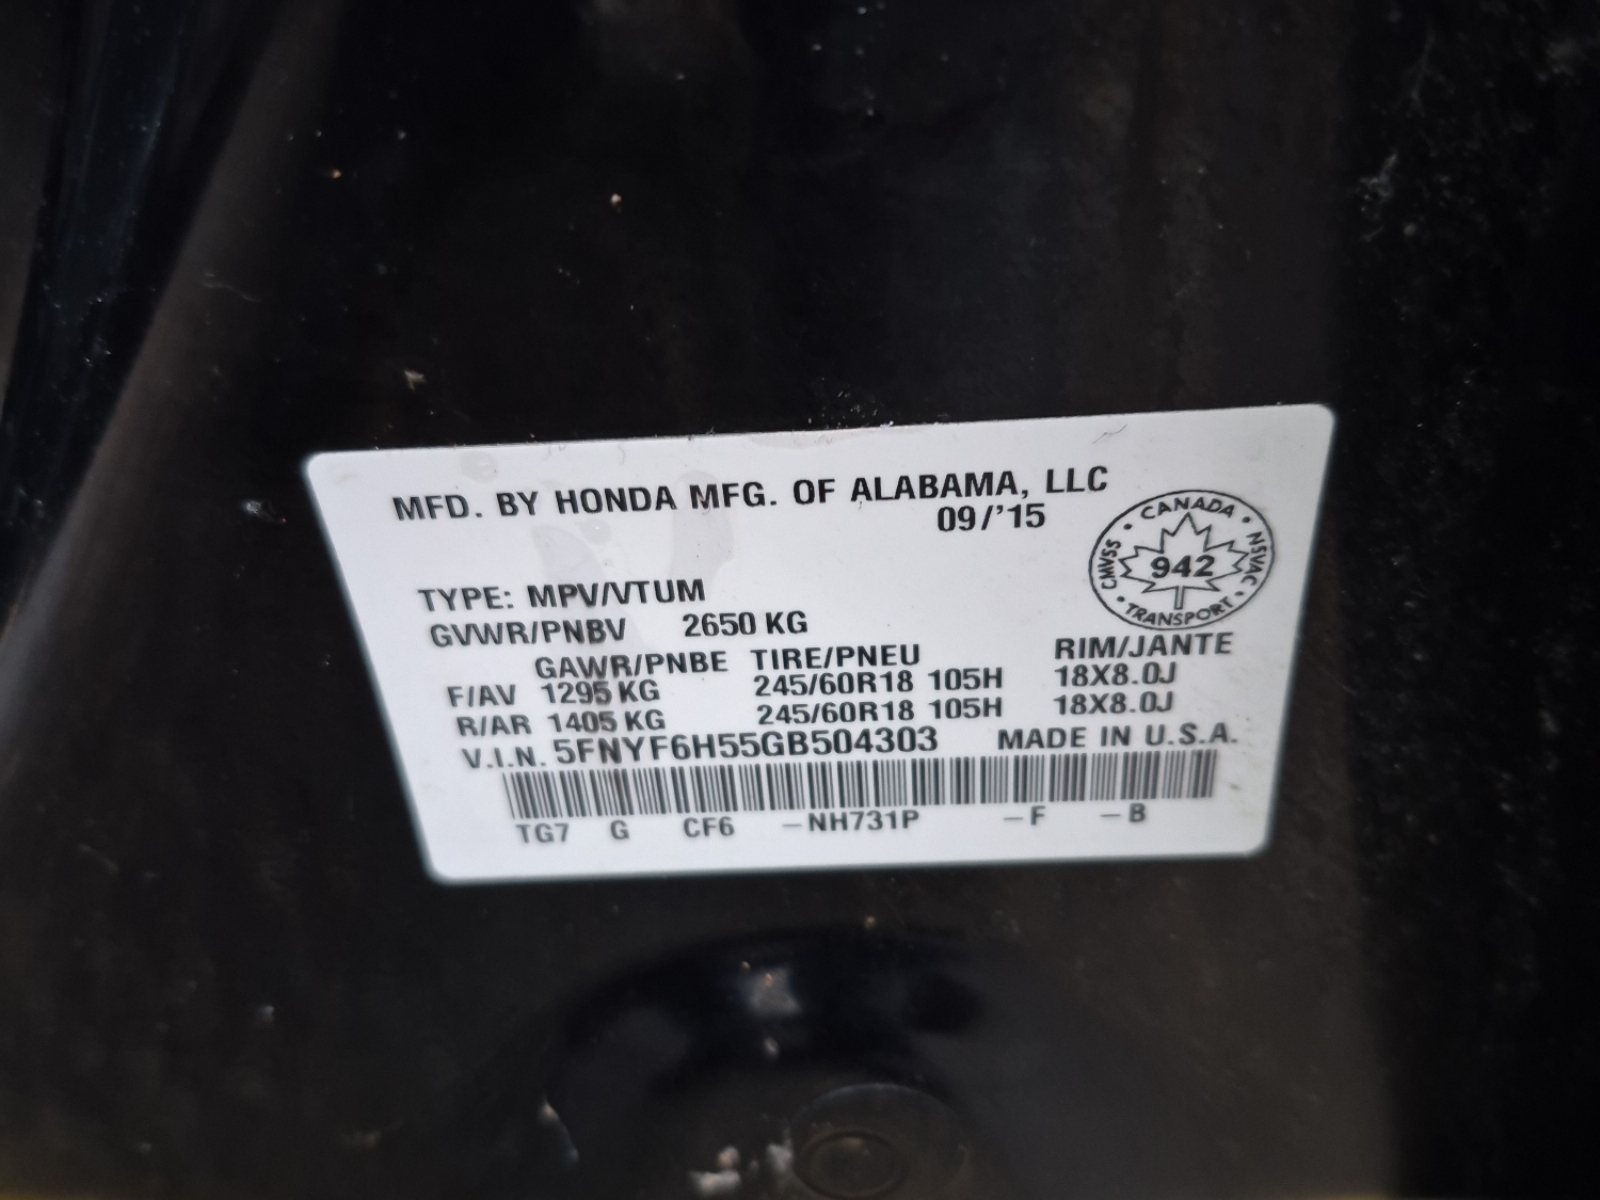 MFD. BY HONDA MFG. OF ALABAMA, LLC
09/'15
CANADA
CMVSS 942 NSVAC
TRANSPORT
TYPE: MPV/VTUM
GVWR/PNBV 2650 KG
GAWR/PNBE TIRE/PNEU RIM/JANTE
F/AV 1295 KG 245/60R18 105H 18X8.0J
R/AR 1405 KG 245/60R18 105H 18X8.0J
V.I.N. 5FNYF6H55GB504303 MADE IN U.S.A.
TG7 G CF6 -NH731P -F -B